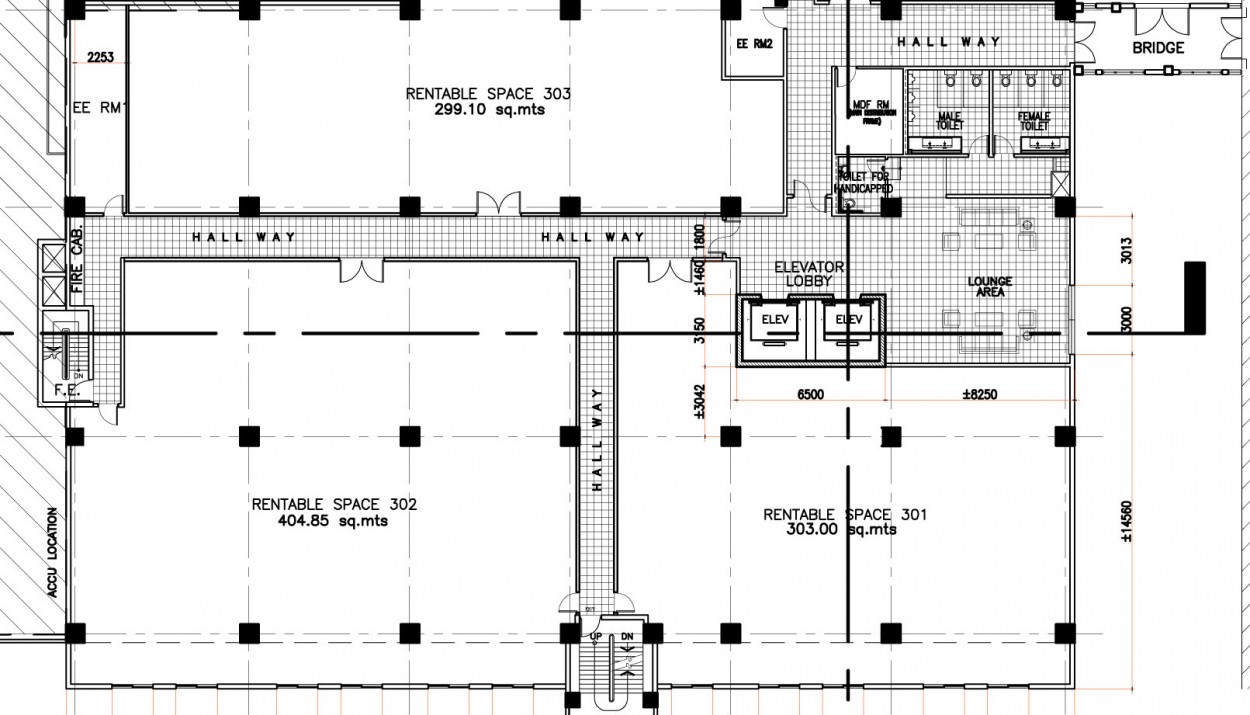 EE RM2
HALL WAY
BRIDGE
2253
EE RM1
RENTABLE SPACE 303
299.10 sq.mts
MDF RM
(MAIN DISTRIBUTION
FRAME)
MALE
TOILET
FEMALE
TOILET
TOILET FOR
HANDICAPPED
FIRE CAB.
HALL WAY
HALL WAY
1800
±1460
ELEVATOR
LOBBY
LOUNGE
AREA
3013
3000
ELEV
ELEV
3150
DN
F.E.
±3042
6500
±8250
HALL WAY
RENTABLE SPACE 302
404.85 sq.mts
RENTABLE SPACE 301
303.00 sq.mts
±14560
ACCU LOCATION
UP
DN